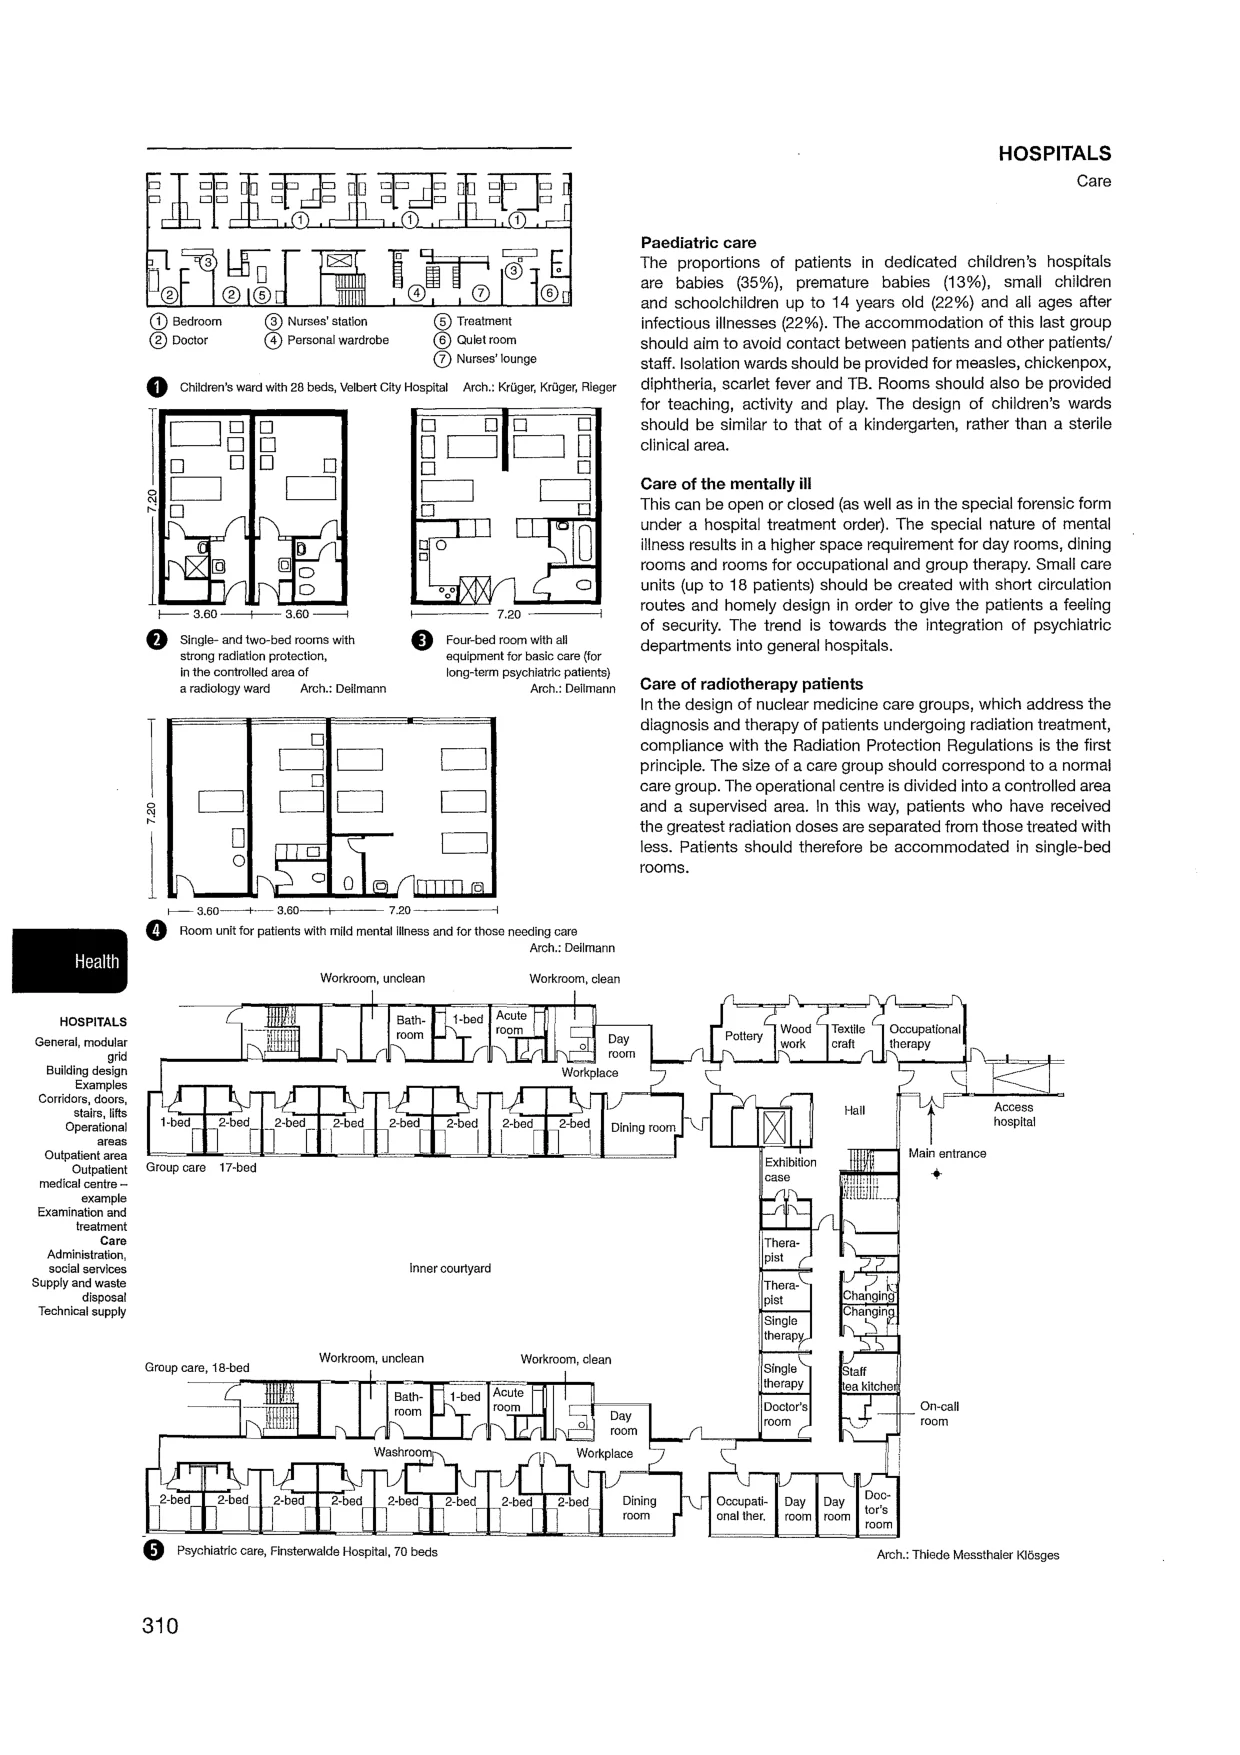 HOSPITALS
Care
① Bedroom
② Doctor
③ Nurses' station
④ Personal wardrobe
⑤ Treatment
⑥ Quiet room
⑦ Nurses' lounge
❶ Children's ward with 28 beds, Velbert City Hospital Arch.: Krüger, Krüger, Rieger
7.20
3.60 3.60
7.20
❷ Single- and two-bed rooms with
strong radiation protection,
in the controlled area of
a radiology ward Arch.: Deilmann
❸ Four-bed room with all
equipment for basic care (for
long-term psychiatric patients)
Arch.: Deilmann
7.20
3.60 3.60 7.20
❹ Room unit for patients with mild mental illness and for those needing care
Arch.: Deilmann
Paediatric care
The proportions of patients in dedicated children's hospitals
are babies (35%), premature babies (13%), small children
and schoolchildren up to 14 years old (22%) and all ages after
infectious illnesses (22%). The accommodation of this last group
should aim to avoid contact between patients and other patients/
staff. Isolation wards should be provided for measles, chickenpox,
diphtheria, scarlet fever and TB. Rooms should also be provided
for teaching, activity and play. The design of children's wards
should be similar to that of a kindergarten, rather than a sterile
clinical area.
Care of the mentally ill
This can be open or closed (as well as in the special forensic form
under a hospital treatment order). The special nature of mental
illness results in a higher space requirement for day rooms, dining
rooms and rooms for occupational and group therapy. Small care
units (up to 18 patients) should be created with short circulation
routes and homely design in order to give the patients a feeling
of security. The trend is towards the integration of psychiatric
departments into general hospitals.
Care of radiotherapy patients
In the design of nuclear medicine care groups, which address the
diagnosis and therapy of patients undergoing radiation treatment,
compliance with the Radiation Protection Regulations is the first
principle. The size of a care group should correspond to a normal
care group. The operational centre is divided into a controlled area
and a supervised area. In this way, patients who have received
the greatest radiation doses are separated from those treated with
less. Patients should therefore be accommodated in single-bed
rooms.
Health
HOSPITALS
General, modular
grid
Building design
Examples
Corridors, doors,
stairs, lifts
Operational
areas
Outpatient area
Outpatient
medical centre –
example
Examination and
treatment
Care
Administration,
social services
Supply and waste
disposal
Technical supply
Workroom, unclean Workroom, clean
Bath-
room
1-bed
Acute
room
Day
room
Workplace
Pottery
Wood
work
Textile
craft
Occupational
therapy
1-bed 2-bed 2-bed 2-bed 2-bed 2-bed 2-bed 2-bed Dining room
Hall
Access
hospital
Main entrance
Group care 17-bed
Exhibition
case
Thera-
pist
Thera-
pist
Single
therapy
Single
therapy
Doctor's
room
Changing
Changing
Staff
tea kitchen
On-call
room
Inner courtyard
Group care, 18-bed
Workroom, unclean Workroom, clean
Bath-
room
1-bed
Acute
room
Day
room
Washroom Workplace
2-bed 2-bed 2-bed 2-bed 2-bed 2-bed 2-bed 2-bed
Dining
room
Occupati-
onal ther.
Day
room
Day
room
Doc-
tor's
room
❺ Psychiatric care, Finsterwalde Hospital, 70 beds
Arch.: Thiede Messthaler Klösges
310